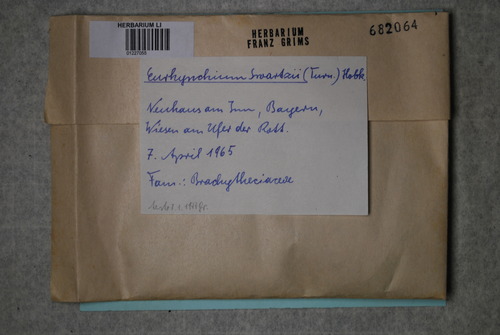 HERBARIUM LI
HERBARIUM
FRANZ GRIMS
682064
Eurhynchium Swartzii (Turn.) Hobk.
Neuhaus am Inn, Bayern,
Wiesen am Ufer der Rott.
7. April 1965
Fam.: Brachytheciaceae